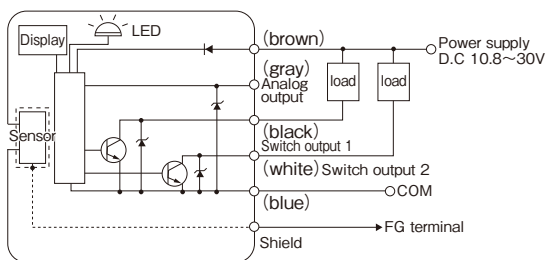 Display
LED
(brown)
Power supply
D.C 10.8～30V
(gray)
Analog
output
load
load
Sensor
(black)
Switch output 1
(white) Switch output 2
(blue)
COM
FG terminal
Shield